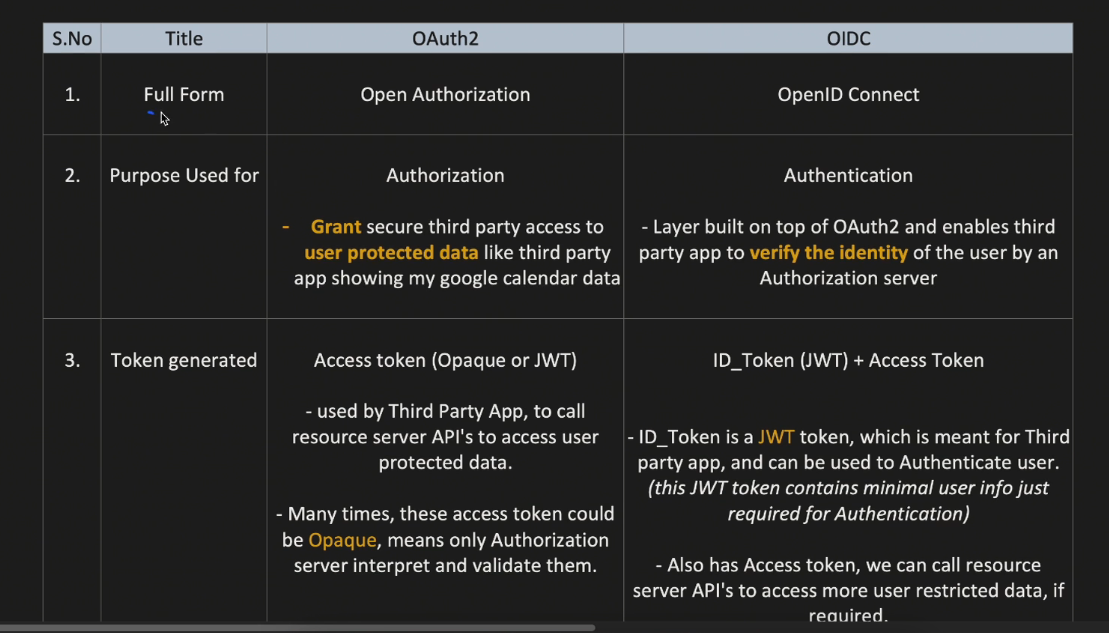 S.No Title OAuth2 OIDC
1. Full Form Open Authorization OpenID Connect
2. Purpose Used for Authorization Authentication
- Grant secure third party access to
user protected data like third party
app showing my google calendar data
- Layer built on top of OAuth2 and enables third
party app to verify the identity of the user by an
Authorization server
3. Token generated Access token (Opaque or JWT) ID_Token (JWT) + Access Token
- used by Third Party App, to call
resource server API's to access user
protected data.
- Many times, these access token could
be Opaque, means only Authorization
server interpret and validate them.
- ID_Token is a JWT token, which is meant for Third
party app, and can be used to Authenticate user.
(this JWT token contains minimal user info just
required for Authentication)
- Also has Access token, we can call resource
server API's to access more user restricted data, if
required.